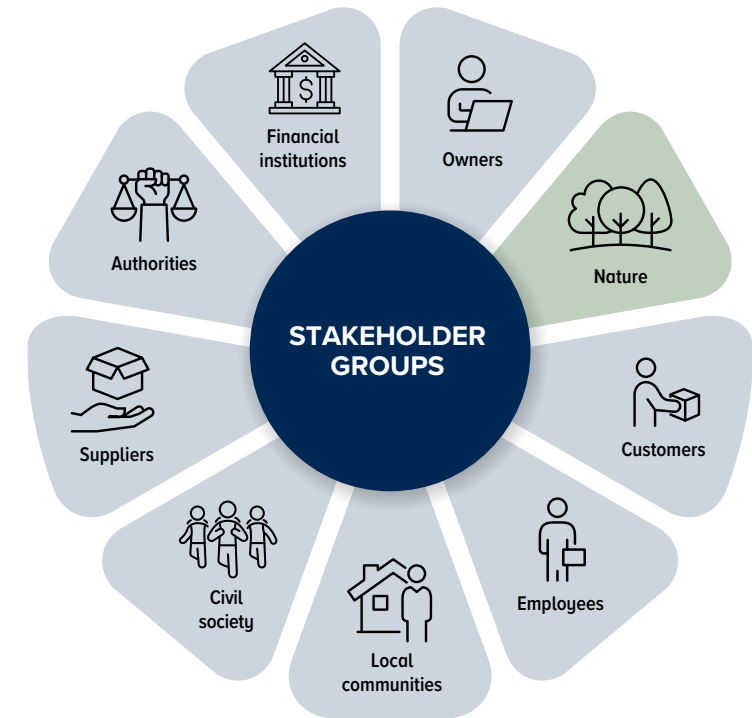 Financial
institutions
Owners
Authorities
Nature
STAKEHOLDER
GROUPS
Suppliers
Customers
Civil
society
Employees
Local
communities